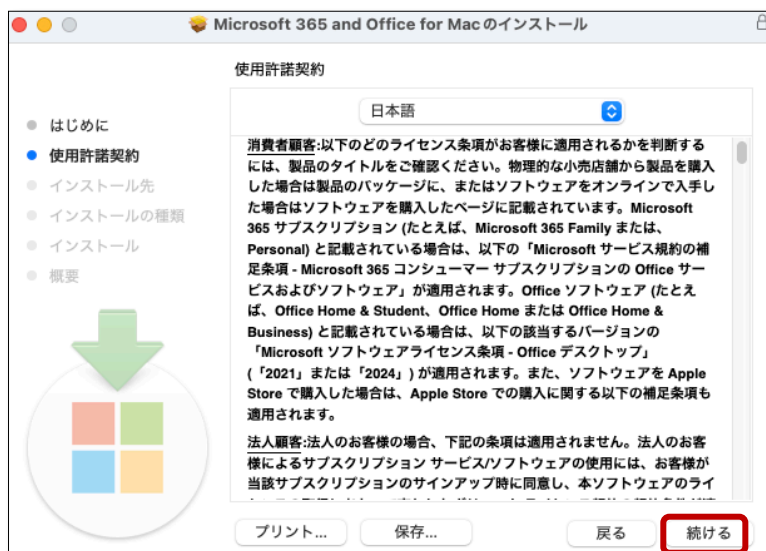 Microsoft 365 and Office for Macのインストール
使用許諾契約
日本語
はじめに
使用許諾契約
インストール先
インストールの種類
インストール
概要
消費者顧客:以下のどのライセンス条項がお客様に適用されるかを判断する
には、製品のタイトルをご確認ください。物理的な小売店舗から製品を購入
した場合は製品のパッケージに、またはソフトウェアをオンラインで入手し
た場合はソフトウェアを購入したページに記載されています。Microsoft
365 サブスクリプション (たとえば、Microsoft 365 Family または、
Personal) と記載されている場合は、以下の「Microsoft サービス規約の補
足条項 - Microsoft 365 コンシューマー サブスクリプションの Office サー
ビスおよびソフトウェア」が適用されます。Office ソフトウェア (たとえ
ば、Office Home & Student、Office Home または Office Home &
Business) と記載されている場合は、以下の該当するバージョンの
「Microsoft ソフトウェアライセンス条項 - Office デスクトップ」
(「2021」または「2024」) が適用されます。また、ソフトウェアを Apple
Store で購入した場合は、Apple Store での購入に関する以下の補足条項も
適用されます。
法人顧客:法人のお客様の場合、下記の条項は適用されません。法人のお客
様によるサブスクリプション サービス/ソフトウェアの使用には、お客様が
当該サブスクリプションのサインアップ時に同意し、本ソフトウェアのライ
プリント...
保存...
戻る
続ける